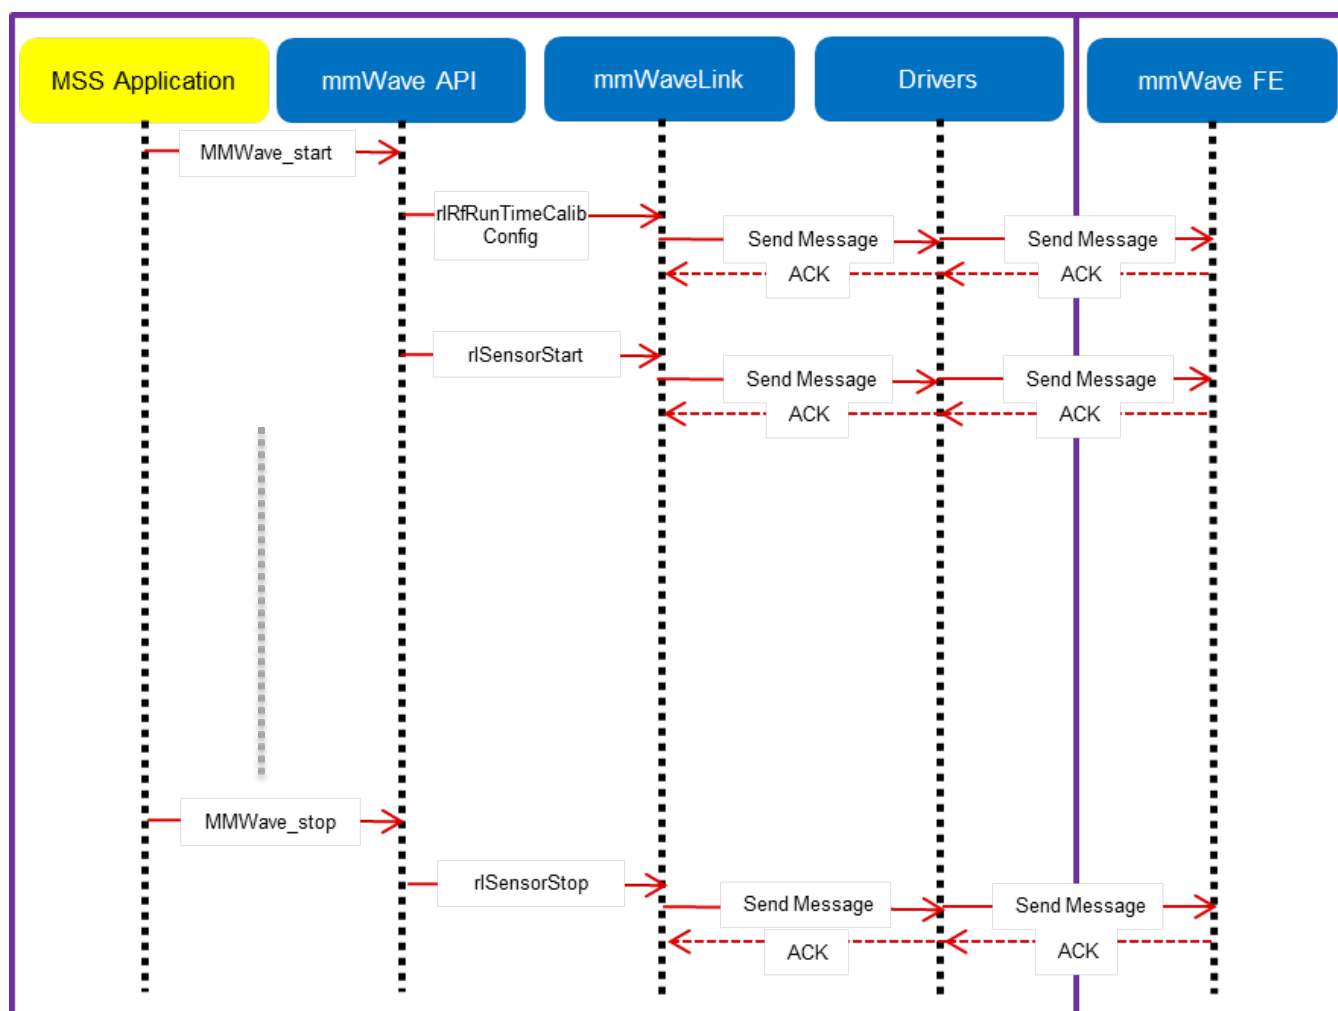 MSS Application
mmWave API
mmWaveLink
Drivers
mmWave FE
MMWave_start
rlRfRunTimeCalib
Config
Send Message
Send Message
ACK
ACK
rlSensorStart
Send Message
Send Message
ACK
ACK
MMWave_stop
rlSensorStop
Send Message
Send Message
ACK
ACK